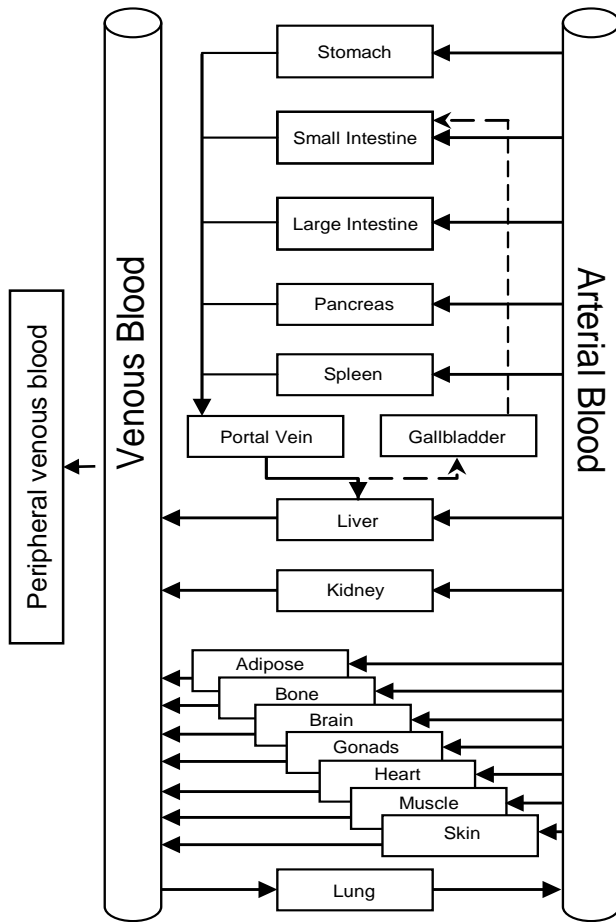 Stomach
Small Intestine
Large Intestine
Pancreas
Spleen
Portal Vein
Gallbladder
Liver
Kidney
Adipose
Bone
Brain
Gonads
Heart
Muscle
Skin
Lung
Peripheral venous blood
Venous Blood
Arterial Blood